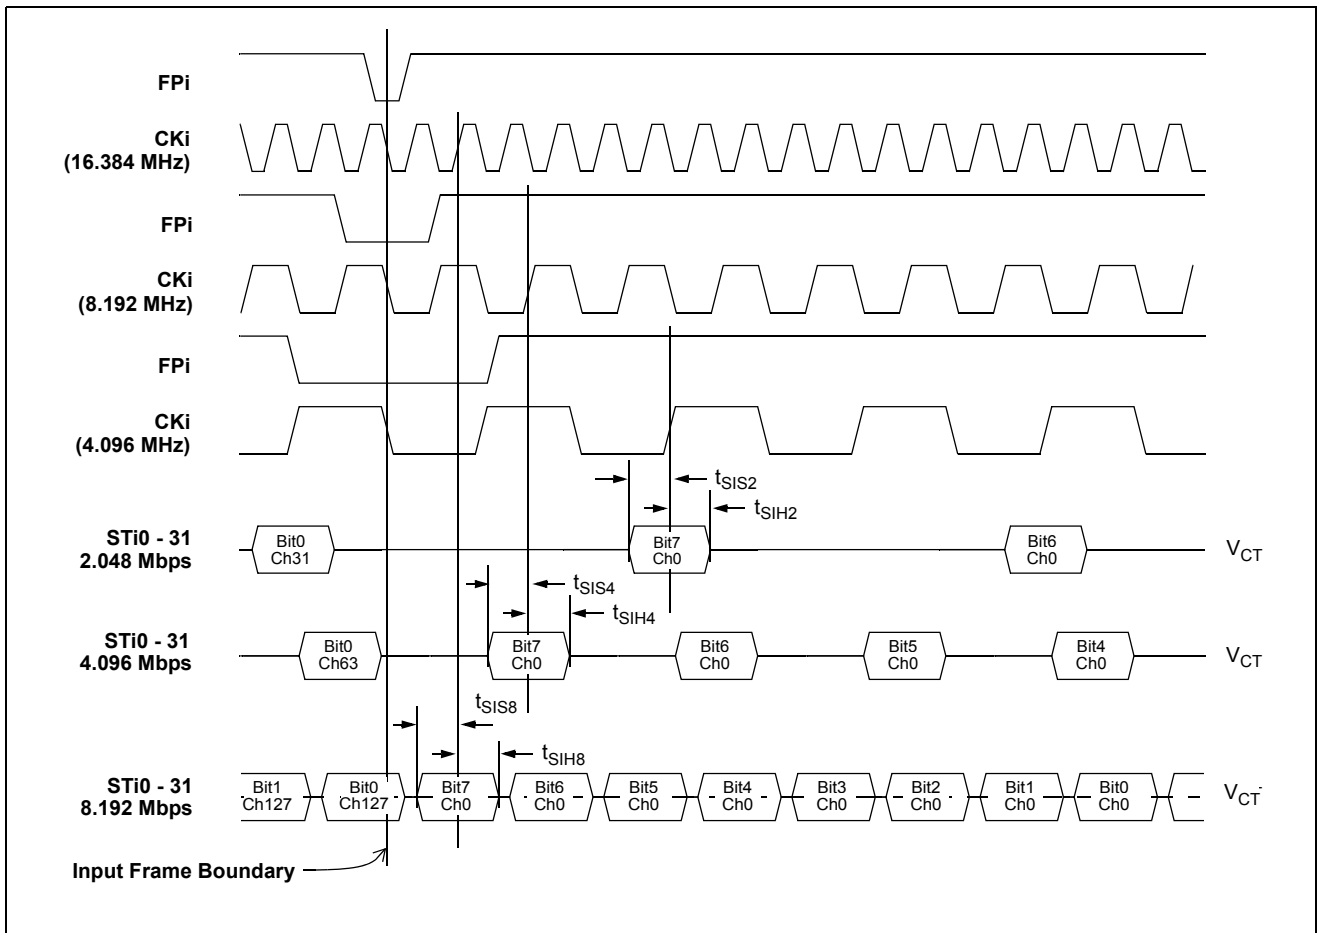 FPi
CKi
(16.384 MHz)
FPi
CKi
(8.192 MHz)
FPi
CKi
(4.096 MHz)
tSIS2
tSIH2
STi0 - 31
2.048 Mbps
Bit0
Ch31
Bit7
Ch0
Bit6
Ch0
VCT
tSIS4
tSIH4
STi0 - 31
4.096 Mbps
Bit0
Ch63
Bit7
Ch0
Bit6
Ch0
Bit5
Ch0
Bit4
Ch0
VCT
tSIS8
tSIH8
STi0 - 31
8.192 Mbps
Bit1
Ch127
Bit0
Ch127
Bit7
Ch0
Bit6
Ch0
Bit5
Ch0
Bit4
Ch0
Bit3
Ch0
Bit2
Ch0
Bit1
Ch0
Bit0
Ch0
VCT
Input Frame Boundary